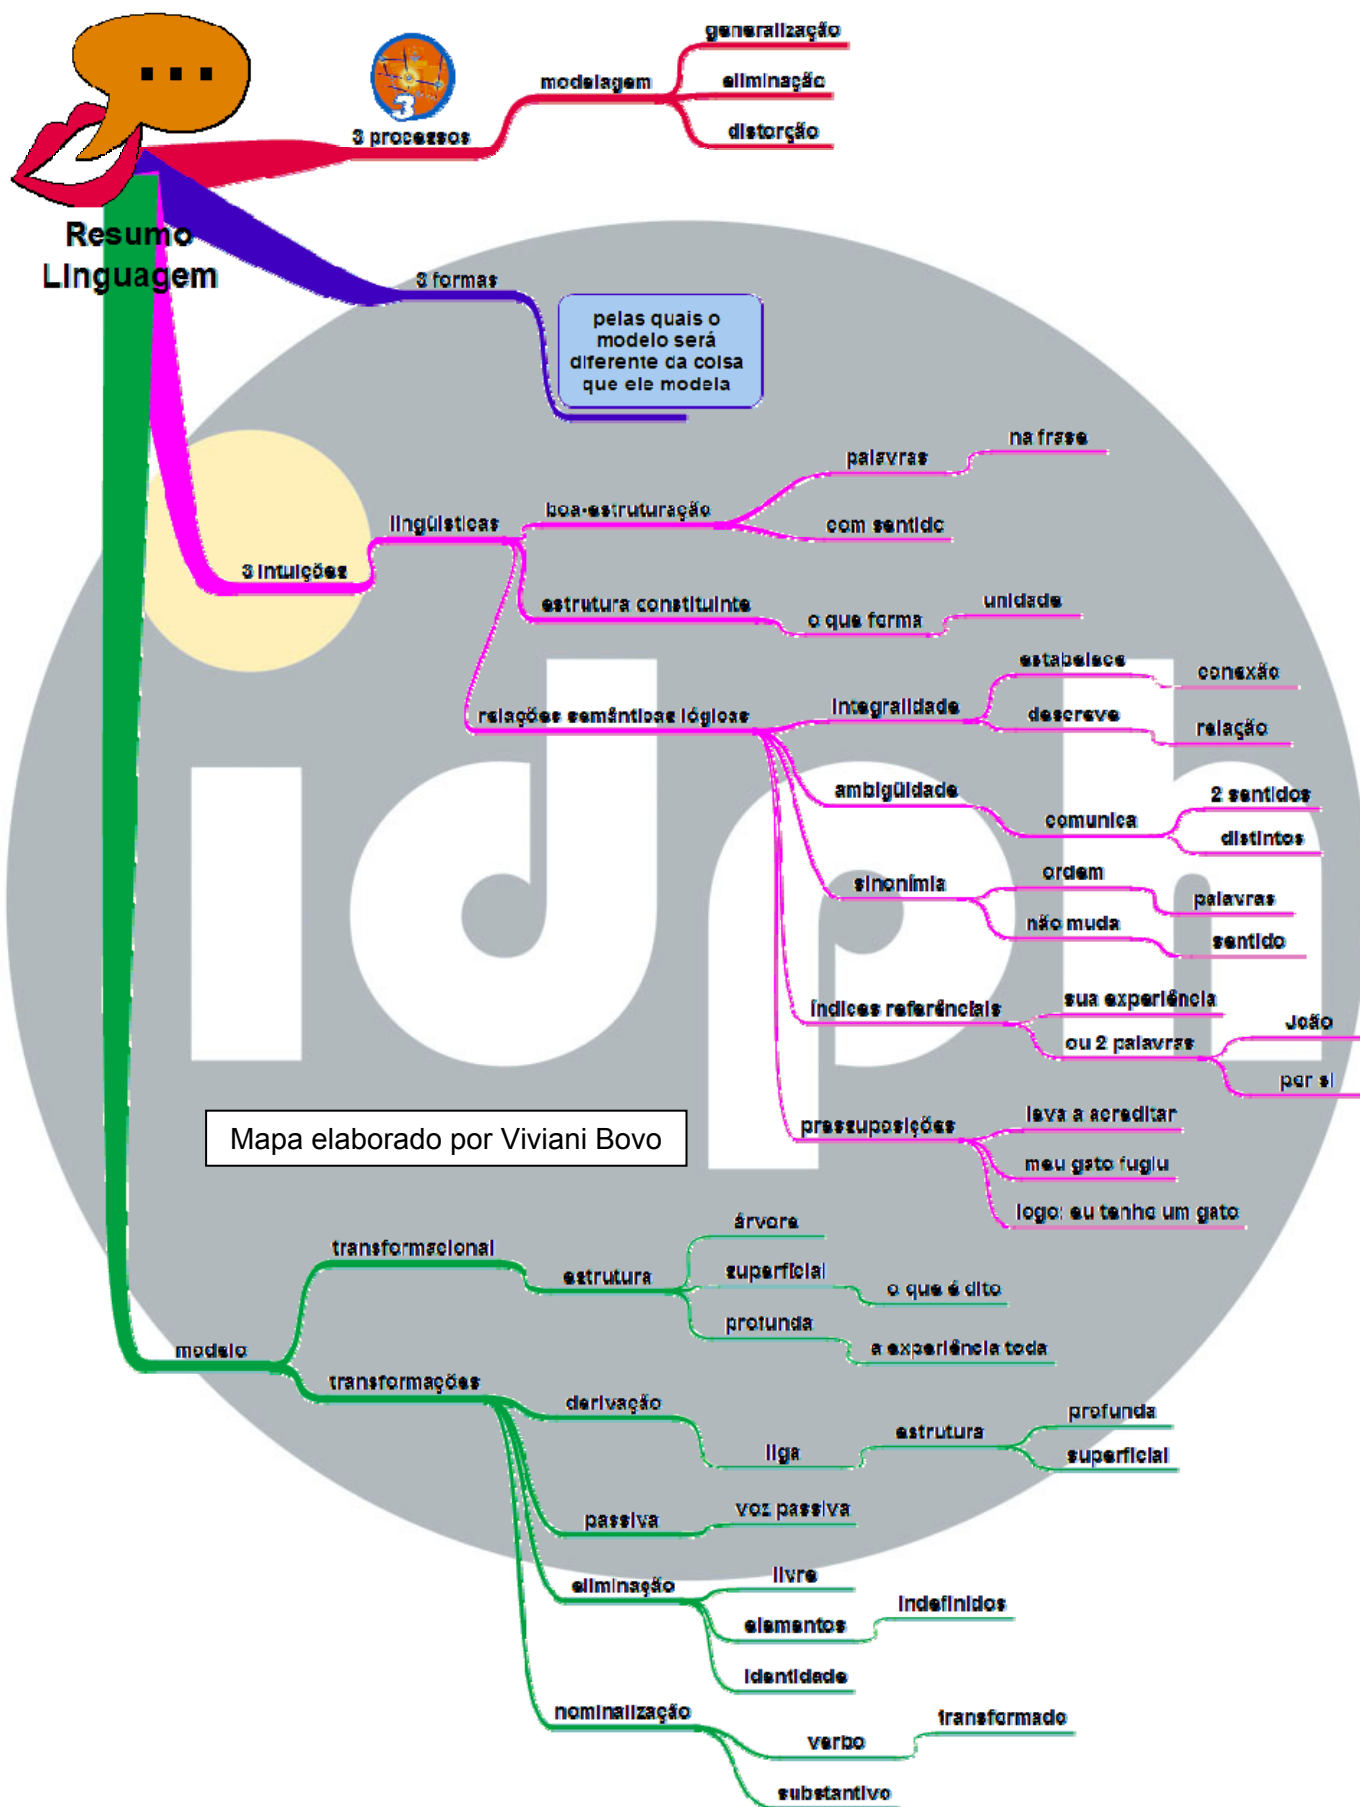 generalização
eliminação
distorção
modelagem
3
3 processos
Resumo
Linguagem
3 formas
pelas quais o
modelo será
diferente da coisa
que ele modela
3 intuições
lingüísticas
boa-estruturação
palavras
na frase
com sentido
estrutura constituinte
o que forma
unidade
relações semânticas lógicas
integralidade
estabelece
conexão
descreve
relação
ambigüidade
comunica
2 sentidos
distintos
sinonímia
ordem
palavras
não muda
sentido
índices referênciais
sua experiência
ou 2 palavras
João
por si
pressuposições
leva a acreditar
meu gato fugiu
logo: eu tenho um gato
idph
Mapa elaborado por Viviani Bovo
modelo
transformacional
estrutura
árvore
superfícial
o que é dito
profunda
a experiência toda
transformações
derivação
liga
estrutura
profunda
superficial
passiva
voz passiva
eliminação
livre
elementos
indefinidos
identidade
nominalização
verbo
transformado
substantivo